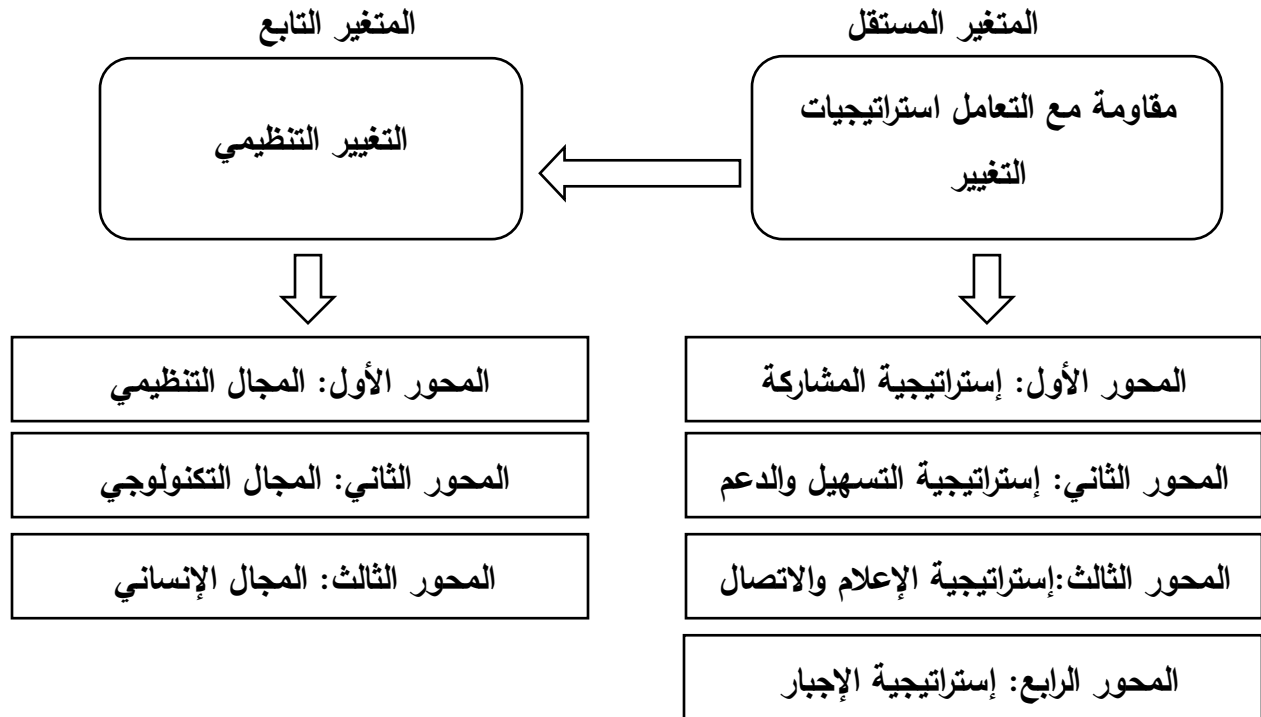 المتغير المستقل
المتغير التابع
مقاومة مع التعامل استراتيجيات
التغيير
التغيير التنظيمي
المحور الأول: إستراتيجية المشاركة
المحور الأول: المجال التنظيمي
المحور الثاني: إستراتيجية التسهيل والدعم
المحور الثاني: المجال التكنولوجي
المحور الثالث:إستراتيجية الإعلام والاتصال
المحور الثالث: المجال الإنساني
المحور الرابع: إستراتيجية الإجبار